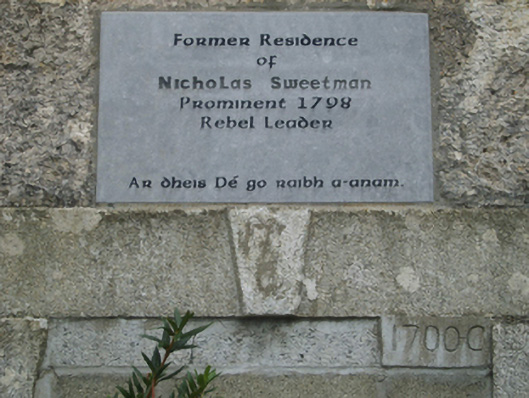 Former Residence
of
Nicholas Sweetman
Prominent 1798
Rebel Leader
Ar dheis Dé go raibh a-anam.
1700-C